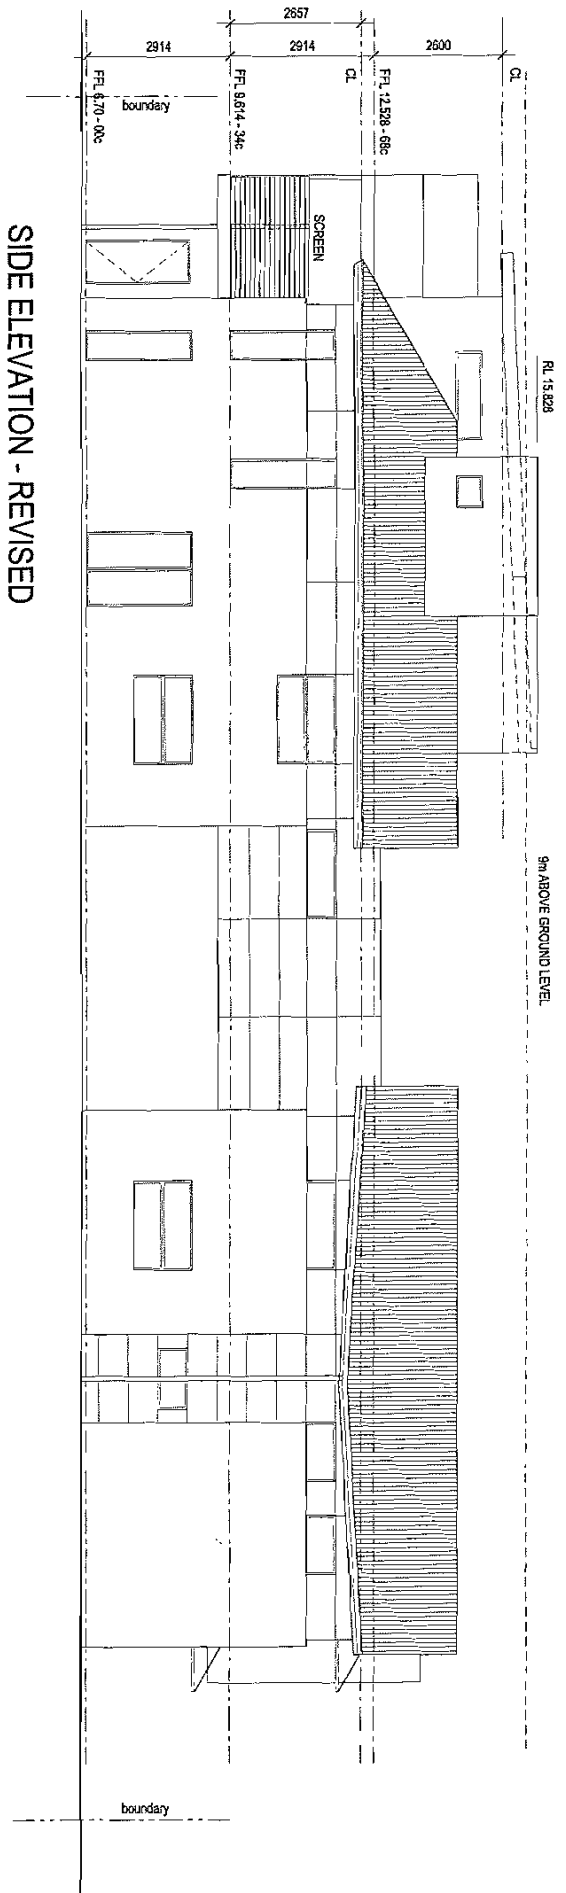 2657
2914
2914
2600
boundary
FFL 6.70 - 00c
FFL 9.614 - 34c
CL
FFL 12.528 - 68c
CL
SCREEN
RL 15.828
9m ABOVE GROUND LEVEL
boundary
SIDE ELEVATION - REVISED